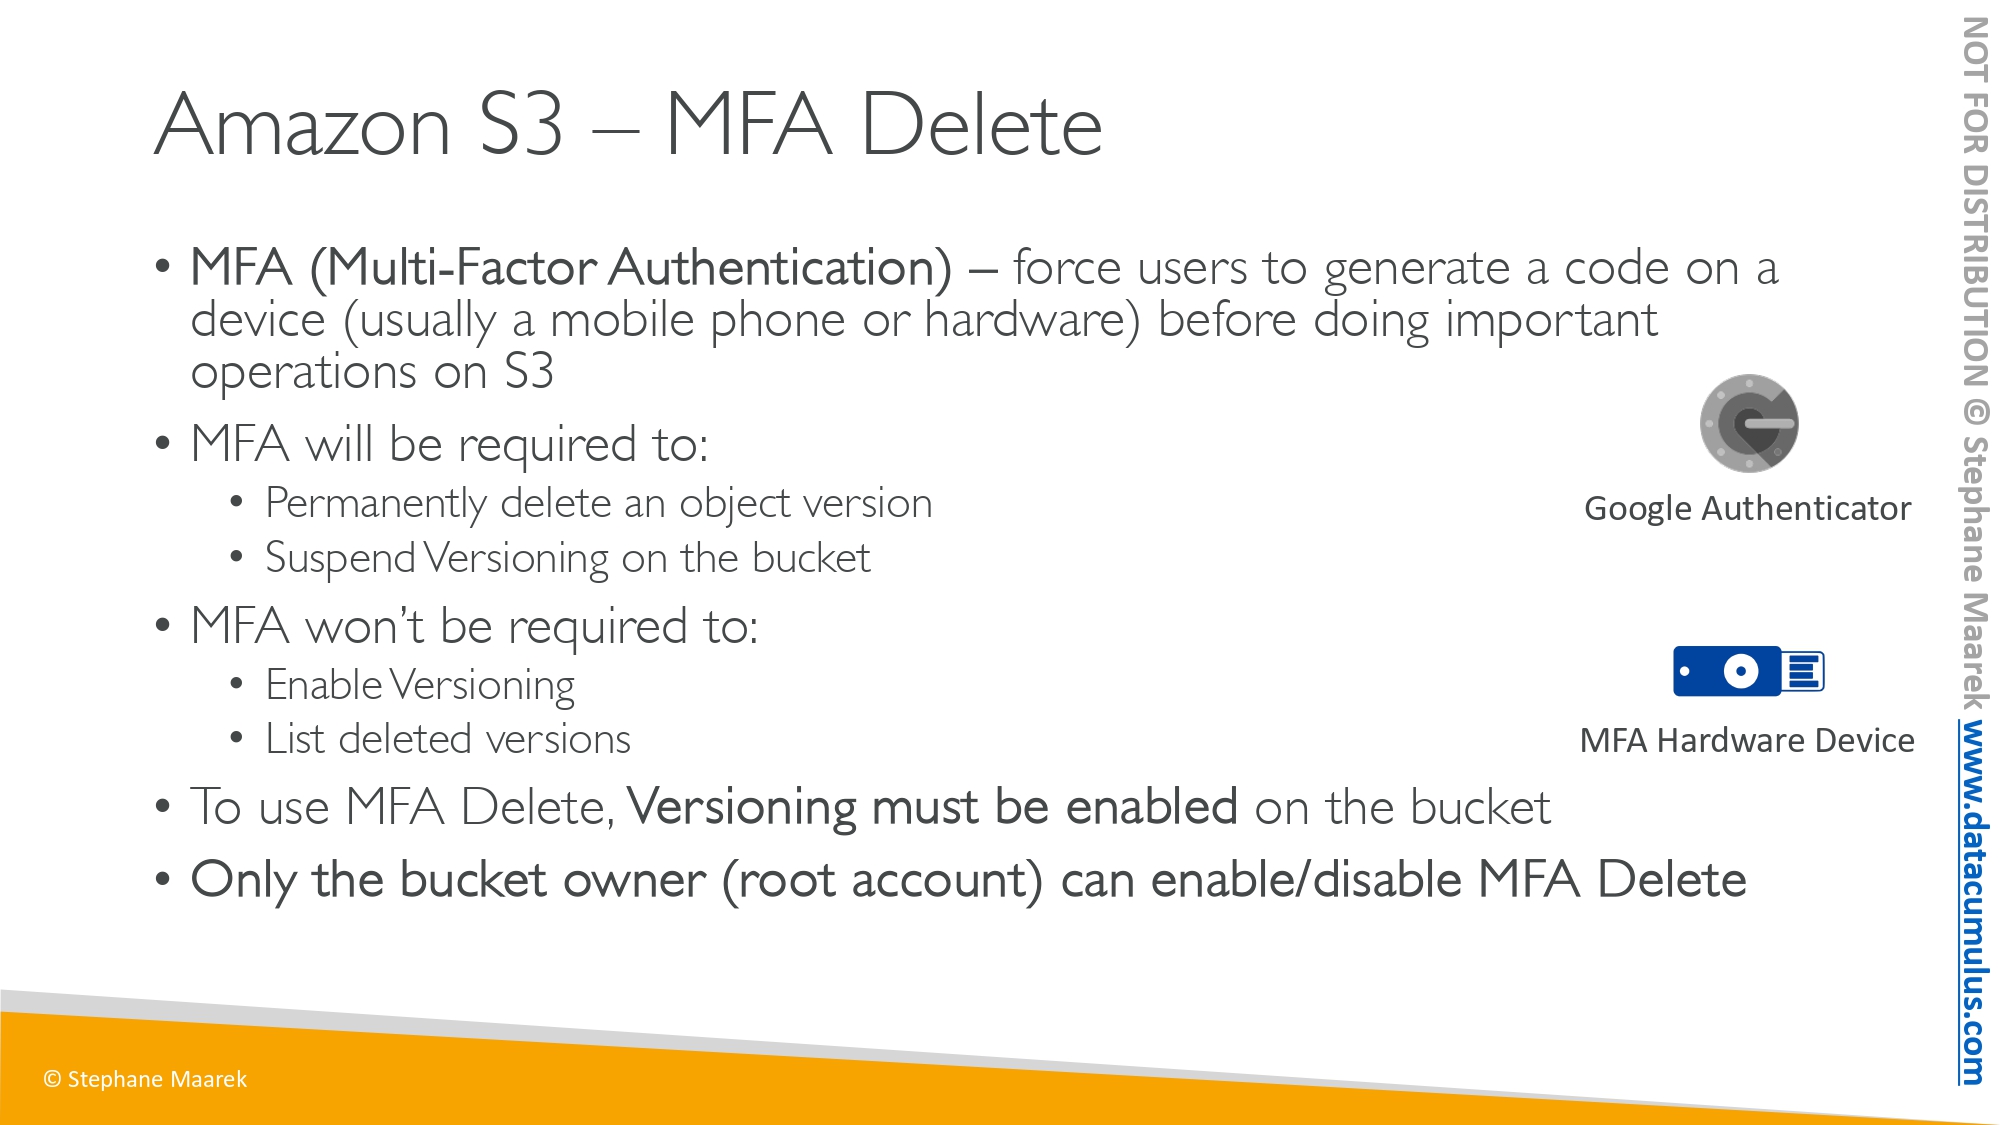 Amazon S3 – MFA Delete
• MFA (Multi-Factor Authentication) – force users to generate a code on a
device (usually a mobile phone or hardware) before doing important
operations on S3
• MFA will be required to:
• Permanently delete an object version
• Suspend Versioning on the bucket
• MFA won’t be required to:
• Enable Versioning
• List deleted versions
• To use MFA Delete, Versioning must be enabled on the bucket
• Only the bucket owner (root account) can enable/disable MFA Delete
Google Authenticator
MFA Hardware Device
© Stephane Maarek
NOT FOR DISTRIBUTION © Stephane Maarek www.datacumulus.com